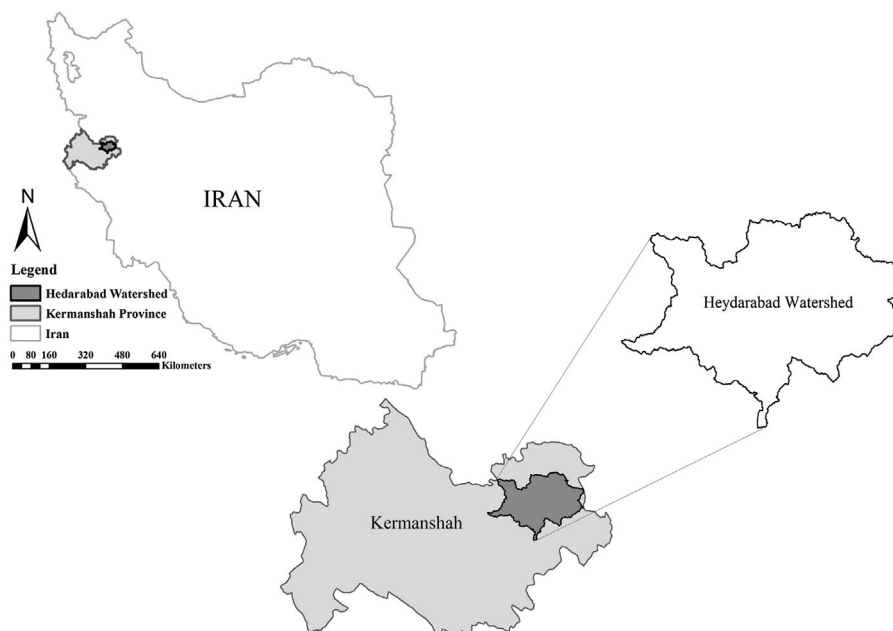 IRAN
N
Legend
Hedarabad Watershed
Kermanshah Province
Iran
0 80 160 320 480 640
Kilometers
Heydarabad Watershed
Kermanshah